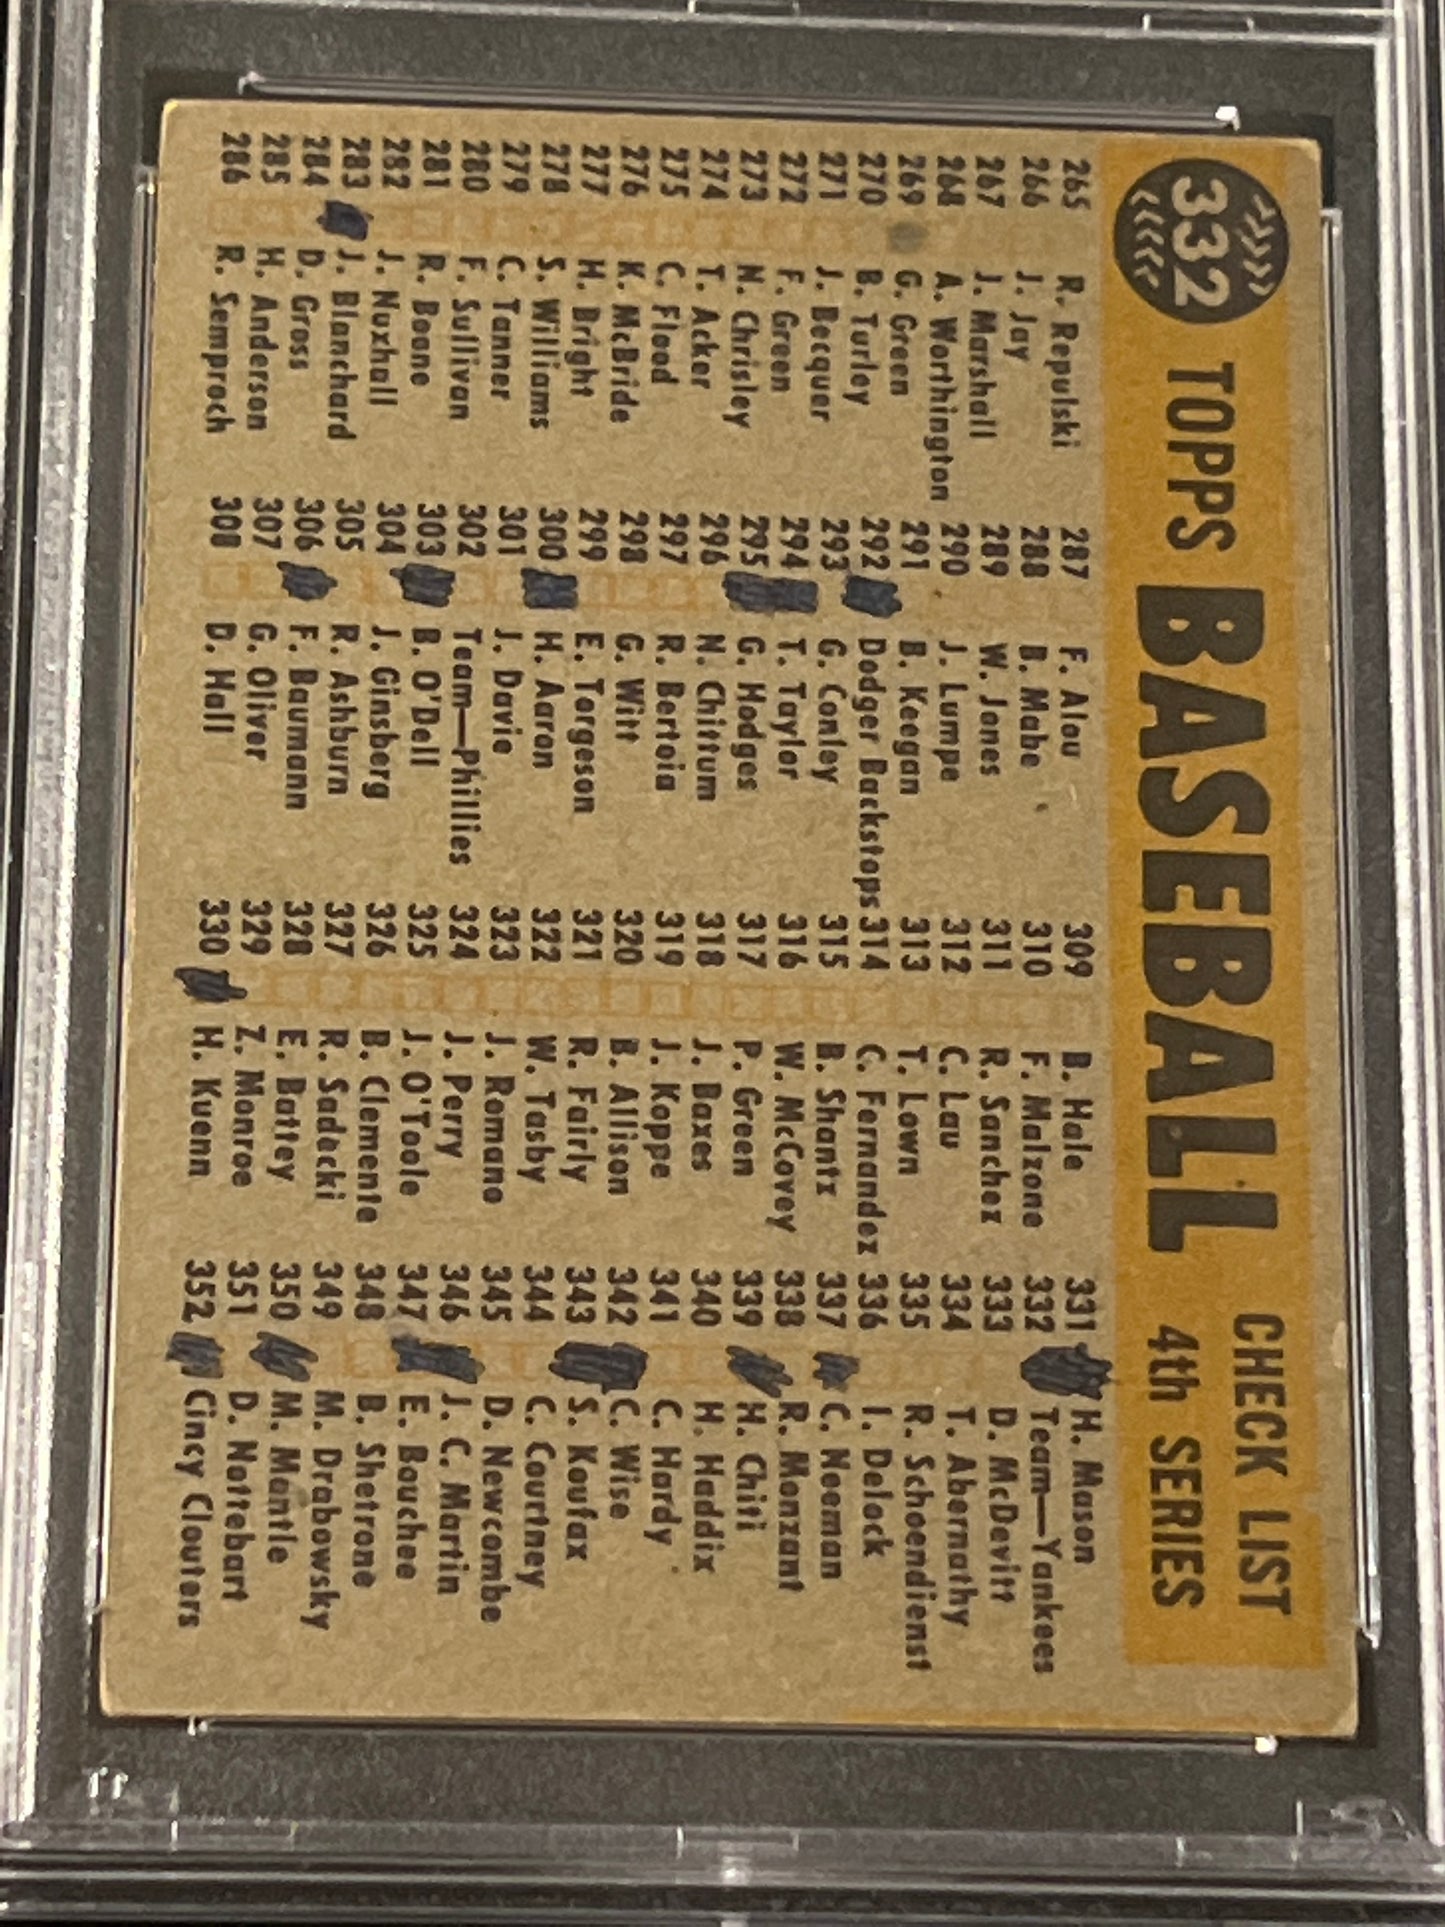 332 TOPPS BASEBALL CHECK LIST
4th SERIES
265 R. Repulski
266 J. Jay
267 J. Marshall
268 A. Worthington
269 G. Green
270 B. Turley
271 J. Becquer
272 F. Green
273 N. Chrisley
274 T. Acker
275 C. Flood
276 K. McBride
277 H. Bright
278 S. Williams
279 C. Tanner
280 F. Sullivan
281 R. Boone
282 J. Nuxhall
283 J. Blanchard
284 D. Gross
285 H. Anderson
286 R. Semproch
287 F. Alou
288 B. Mabe
289 W. Jones
290 J. Lumpe
291 B. Keegan
292 Dodger Backstops
293 G. Conley
294 T. Taylor
295 G. Hodges
296 N. Chittum
297 R. Bertoia
298 G. Witt
299 E. Torgeson
300 H. Aaron
301 J. Davie
302 Team—Phillies
303 B. O'Dell
304 J. Ginsberg
305 R. Ashburn
306 F. Baumann
307 G. Oliver
308 D. Hall
309 B. Hale
310 F. Malzone
311 R. Sanchez
312 C. Lau
313 T. Lown
314 C. Fernandez
315 B. Shantz
316 W. McCovey
317 P. Green
318 J. Baxes
319 J. Koppe
320 B. Allison
321 R. Fairly
322 W. Tasby
323 J. Romano
324 J. Perry
325 J. O'Toole
326 B. Clemente
327 R. Sadecki
328 E. Battey
329 Z. Monroe
330 H. Kuenn
331 H. Mason
332 Team—Yankees
333 D. McDevitt
334 T. Abernathy
335 R. Schoendienst
336 I. Delock
337 C. Neeman
338 R. Monzant
339 H. Chiti
340 H. Haddix
341 C. Hardy
342 C. Wise
343 S. Koufax
344 C. Courtney
345 D. Newcombe
346 J. C. Martin
347 E. Bouchee
348 B. Shetrone
349 M. Drabowsky
350 M. Mantle
351 D. Nottebart
352 Cincy Clouters